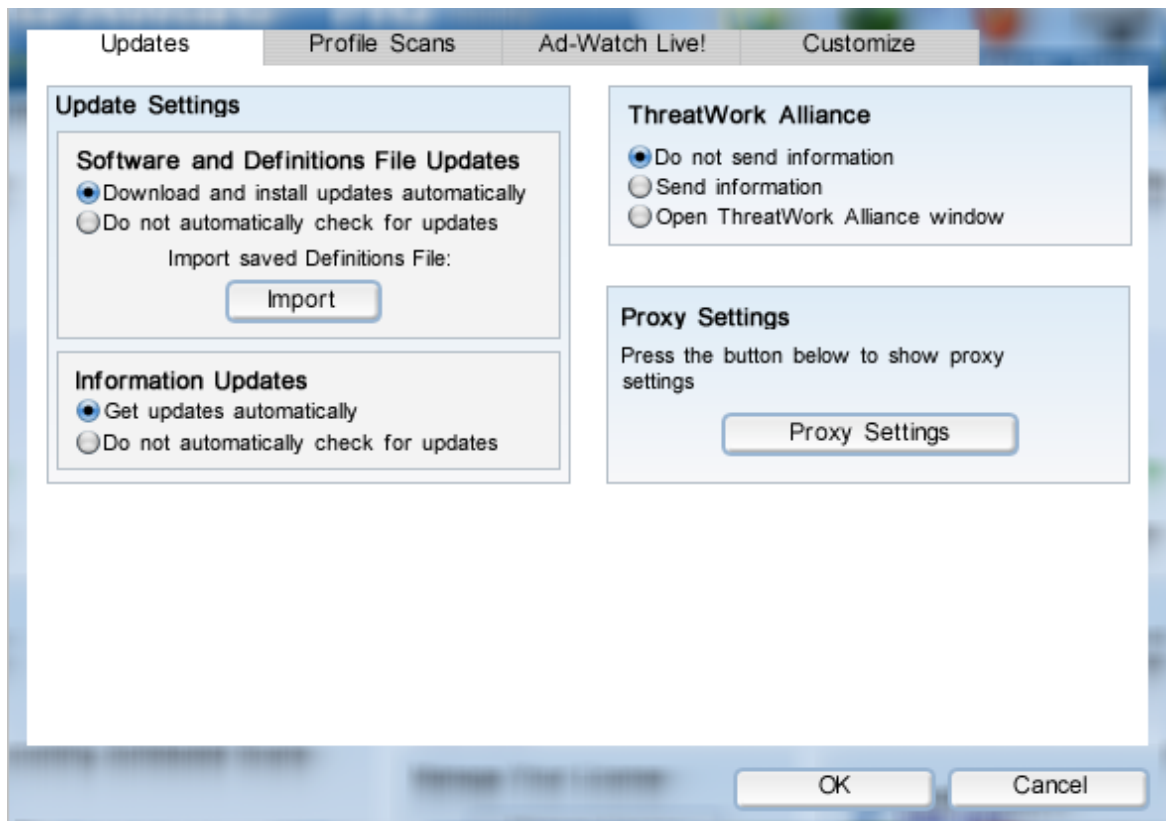 Updates
Profile Scans
Ad-Watch Live!
Customize
Update Settings
Software and Definitions File Updates
Download and install updates automatically
Do not automatically check for updates
Import saved Definitions File:
Import
Information Updates
Get updates automatically
Do not automatically check for updates
ThreatWork Alliance
Do not send information
Send information
Open ThreatWork Alliance window
Proxy Settings
Press the button below to show proxy
settings
Proxy Settings
OK
Cancel